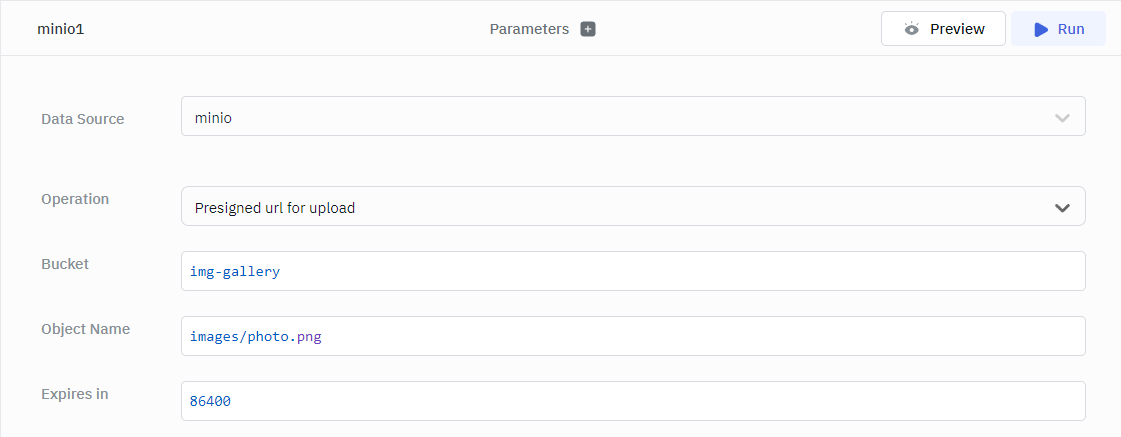 minio1 Parameters + Preview Run
Data Source minio
Operation Presigned url for upload
Bucket img-gallery
Object Name images/photo.png
Expires in 86400